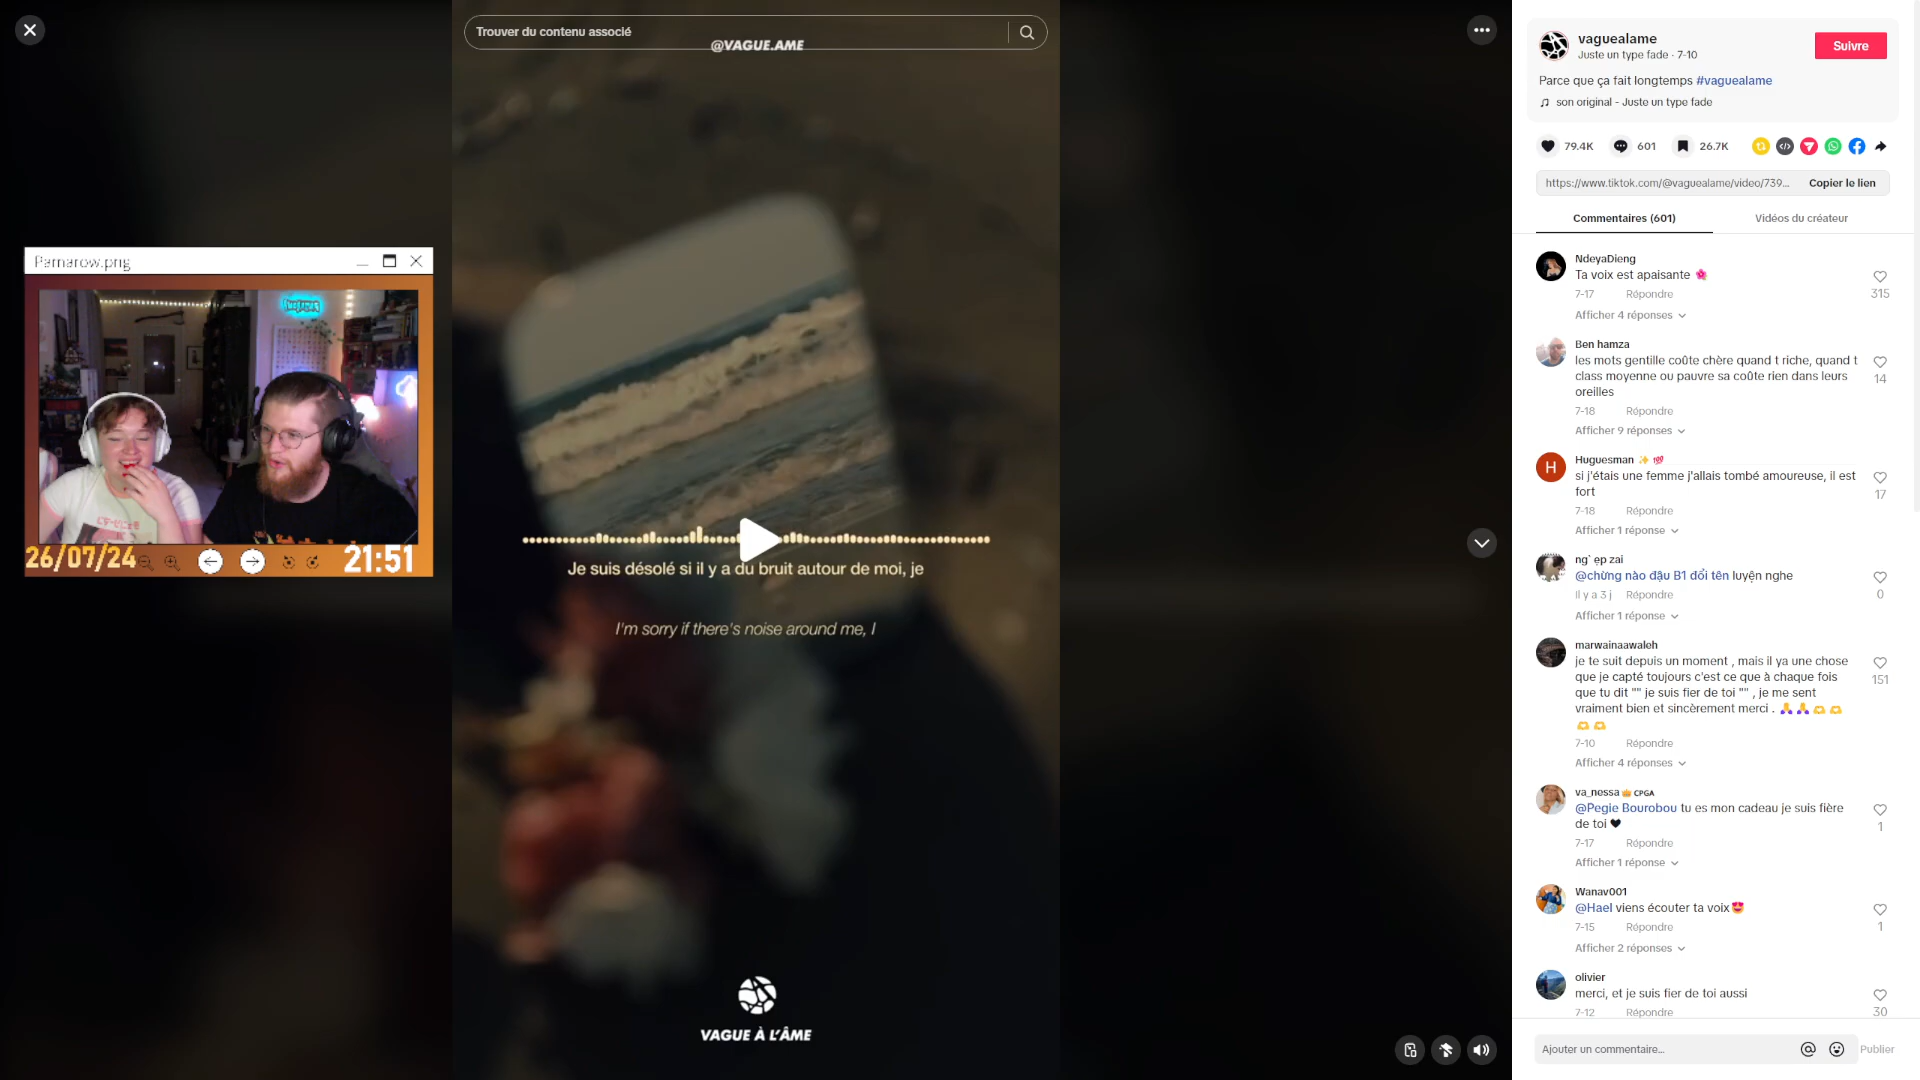 Trouver du contenu associé
@VAGUE.AME
26/07/24
21:51
Je suis désolé si il y a du bruit autour de moi, je
I'm sorry if there's noise around me, I
VAGUE À L'ÂME
vaguealame
Juste un type fade · 7-10
Suivre
Parce que ça fait longtemps #vaguealame
son original - Juste un type fade
79.4K
601
26.7K
https://www.tiktok.com/@vaguealame/video/739...
Copier le lien
Commentaires (601)
Vidéos du créateur
NdeyaDieng
Ta voix est apaisante 🌺
7-17 Répondre
315
Afficher 4 réponses
Ben hamza
les mots gentille coûte chère quand t riche, quand t
class moyenne ou pauvre sa coûte rien dans leurs
oreilles
14
7-18 Répondre
Afficher 9 réponses
Huguesman ✨ 💯
si j'étais une femme j'allais tombé amoureuse, il est
fort
17
7-18 Répondre
Afficher 1 réponse
ng` ẹp zai
@chừng nào đậu B1 đổi tên luyện nghe
Il y a 3 j Répondre
0
Afficher 1 réponse
marwainaawaleh
je te suit depuis un moment , mais il ya une chose
que je capté toujours c'est ce que à chaque fois
que tu dit "" je suis fier de toi "" , je me sent
vraiment bien et sincèrement merci . 🙏 🙏 🫶 🫶
🫶 🫶
151
7-10 Répondre
Afficher 4 réponses
va_nessa 👑 CPGA
@Pegie Bourobou tu es mon cadeau je suis fière
de toi 🖤
1
7-17 Répondre
Afficher 1 réponse
Wanav001
@Hael viens écouter ta voix😍
7-15 Répondre
1
Afficher 2 réponses
olivier
merci, et je suis fier de toi aussi
7-12 Répondre
30
Ajouter un commentaire...
Publier